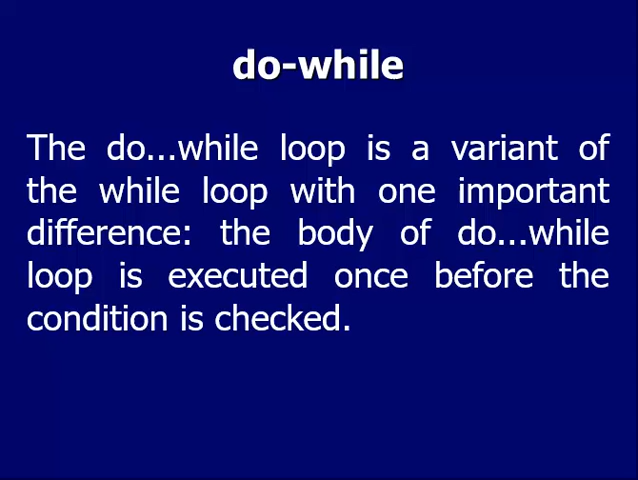 do-while
The do...while loop is a variant of
the while loop with one important
difference: the body of do...while
loop is executed once before the
condition is checked.